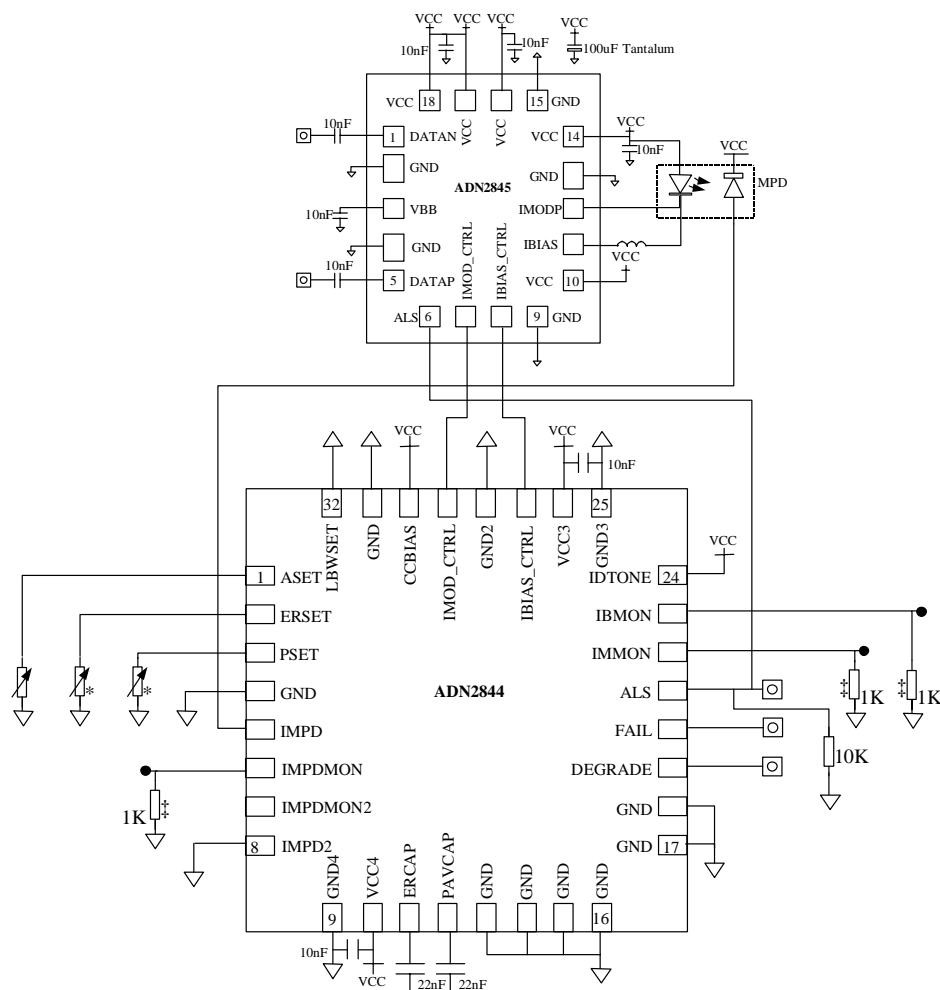 VCC VCC VCC VCC
10nF 10nF 100uF Tantalum
VCC 18 VCC VCC 15 GND
10nF 1 DATAN VCC 14 VCC
10nF VCC
GND GND MPD
ADN2845
10nF VBB IMODP
GND IMOD_CTRL IBIAS_CTRL IBIAS
10nF 5 DATAP VCC 10 VCC
ALS 6 9 GND
VCC VCC
10nF
32 25
LBWSET GND CCBIAS IMOD_CTRL GND2 IBIAS_CTRL VCC3 GND3
VCC
1 ASET IDTONE 24
ERSET IBMON
* * PSET IMMON
GND ADN2844 ALS ‡ 1K ‡ 1K
IMPD FAIL
10K
IMPDMON DEGRADE
1K ‡ IMPDMON2 GND
8 IMPD2 GND 17
GND4 VCC4 ERCAP PAVCAP GND GND GND GND
9 16
10nF
VCC 22nF 22nF